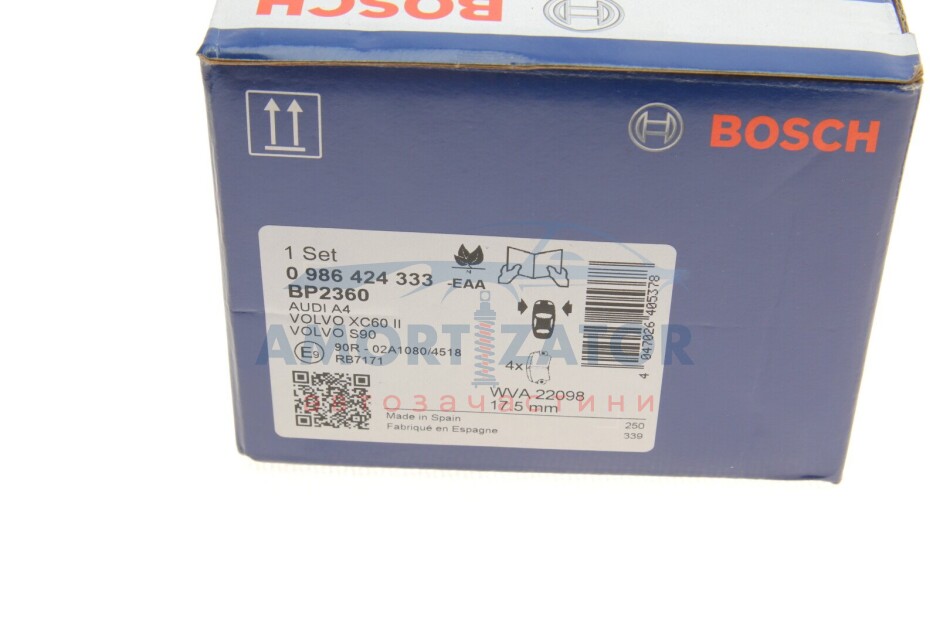 BOSCH
BOSCH
1 Set
0 986 424 333 -EAA
BP2360
AUDI A4
VOLVO XC60 II
VOLVO S90
E9 90R - 02A1080/4518
RB7171
4x
WVA 22098
17.5 mm
Made in Spain
Fabriqué en Espagne
250
339
4 047026 405378
AMORTIZATOR
автозачастини